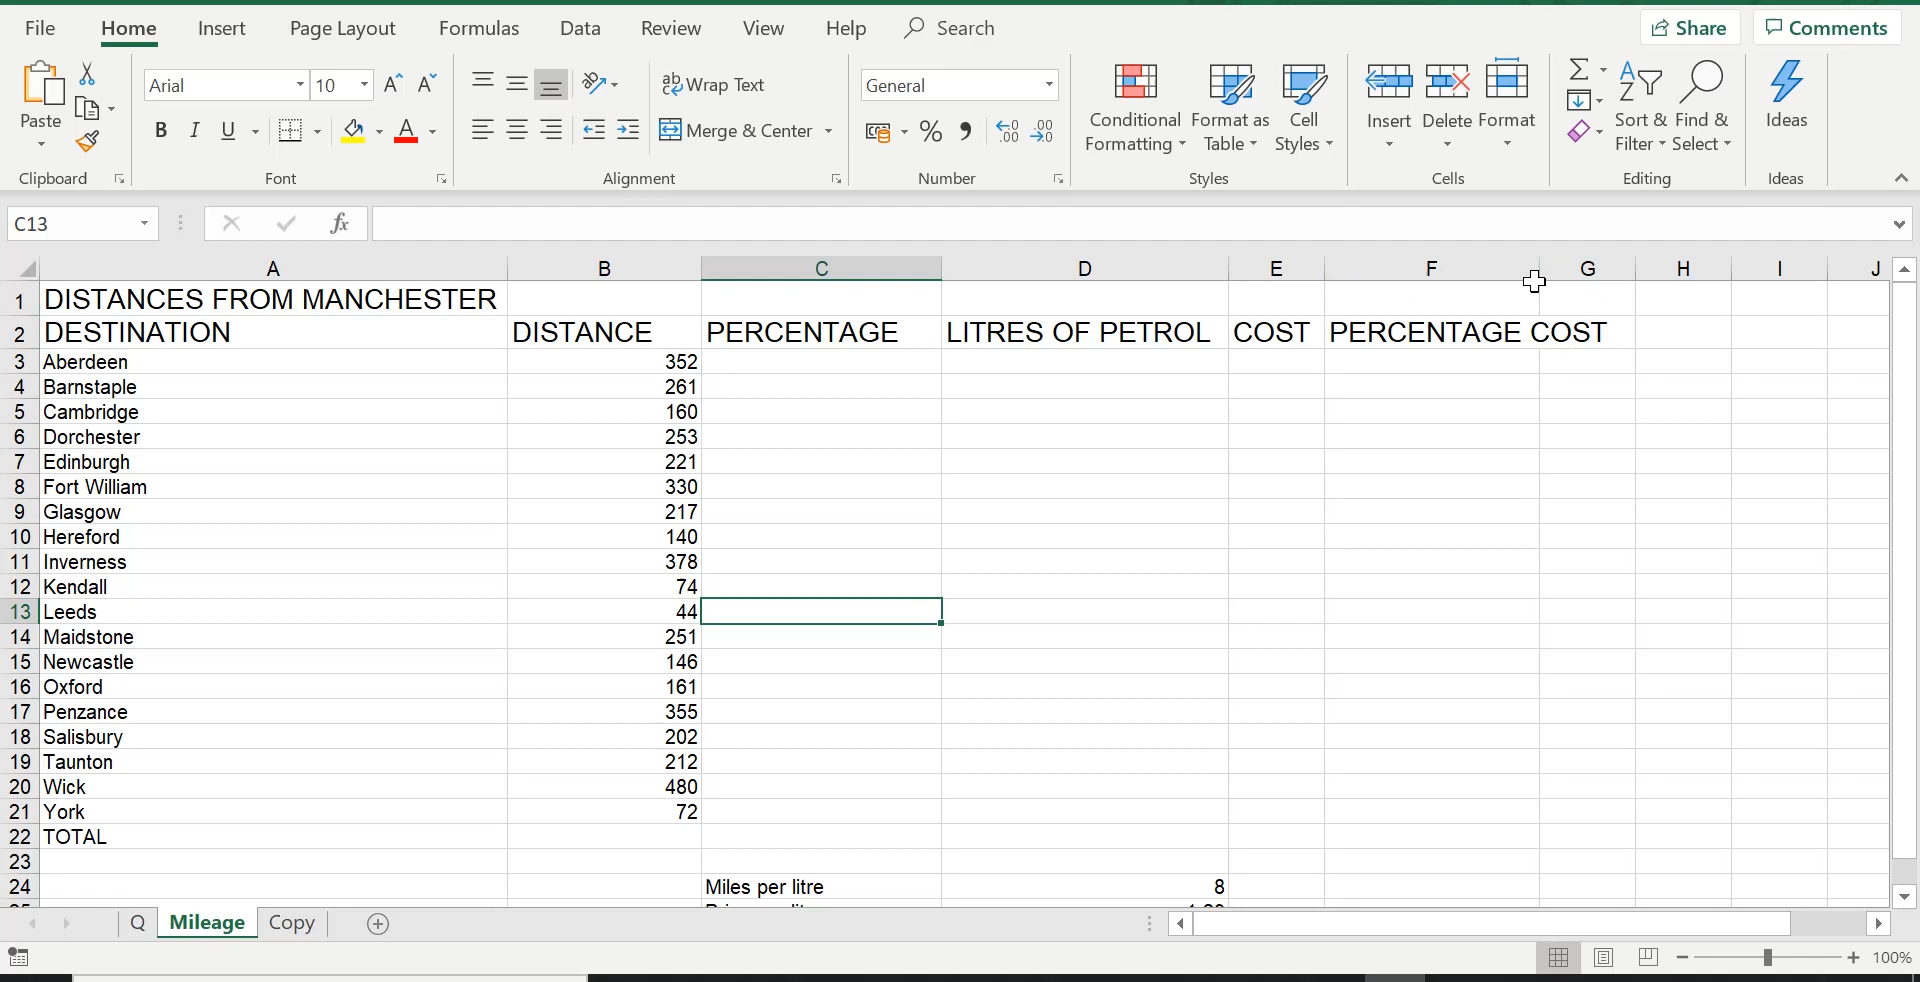 File Home Insert Page Layout Formulas Data Review View Help Search Share Comments
Arial 10 A A ab Wrap Text General
Paste B I U A Merge & Center % .00 .00
Conditional Formatting Format as Table Cell Styles Insert Delete Format Sort & Filter Find & Select Ideas
Clipboard Font Alignment Number Styles Cells Editing Ideas
C13 fx
A B C D E F G H I J
1 DISTANCES FROM MANCHESTER
2 DESTINATION DISTANCE PERCENTAGE LITRES OF PETROL COST PERCENTAGE COST
3 Aberdeen 352
4 Barnstaple 261
5 Cambridge 160
6 Dorchester 253
7 Edinburgh 221
8 Fort William 330
9 Glasgow 217
10 Hereford 140
11 Inverness 378
12 Kendall 74
13 Leeds 44
14 Maidstone 251
15 Newcastle 146
16 Oxford 161
17 Penzance 355
18 Salisbury 202
19 Taunton 212
20 Wick 480
21 York 72
22 TOTAL
23
24 Miles per litre 8
Q Mileage Copy
100%